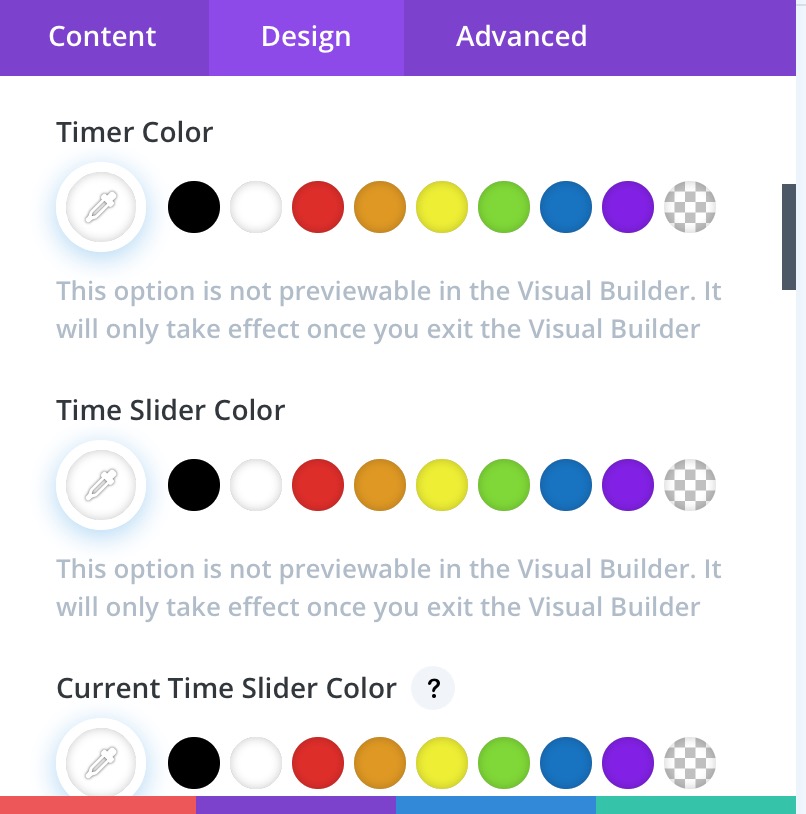 Content Design Advanced
Timer Color
This option is not previewable in the Visual Builder. It
will only take effect once you exit the Visual Builder
Time Slider Color
This option is not previewable in the Visual Builder. It
will only take effect once you exit the Visual Builder
Current Time Slider Color ?